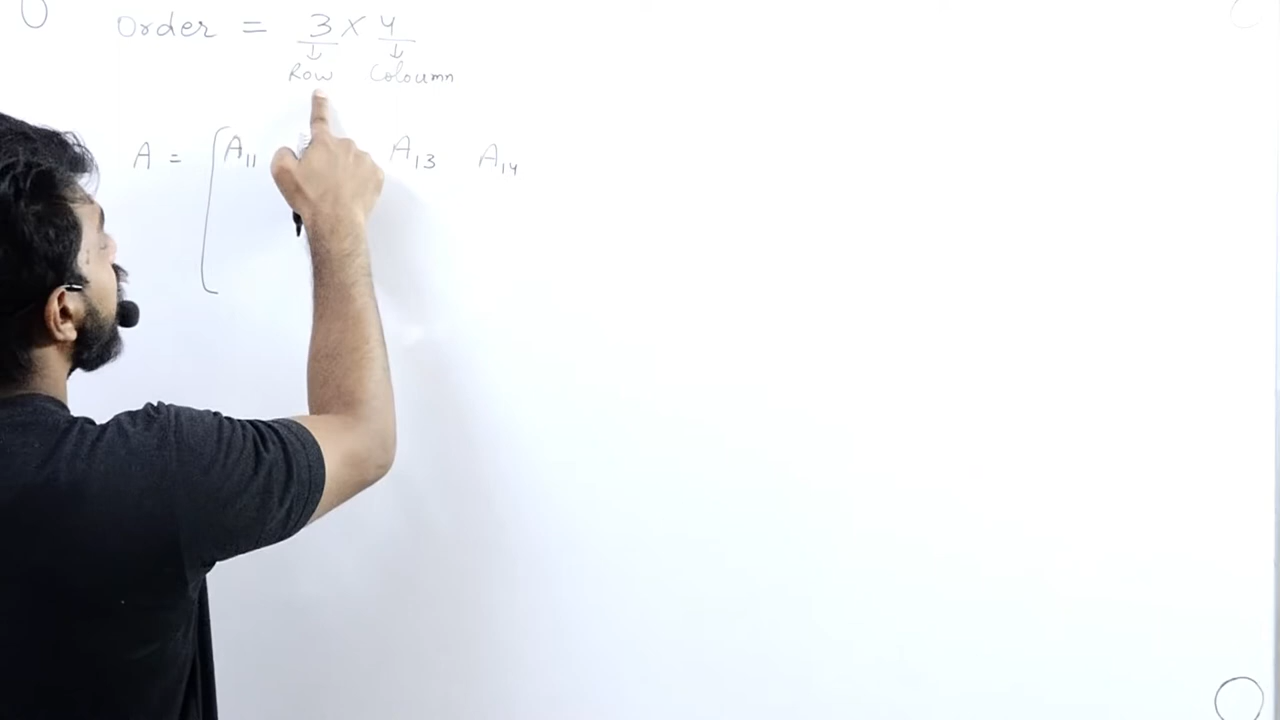 Order = 3 x 4
Row Coloumn
A = [ A11 A13 A14